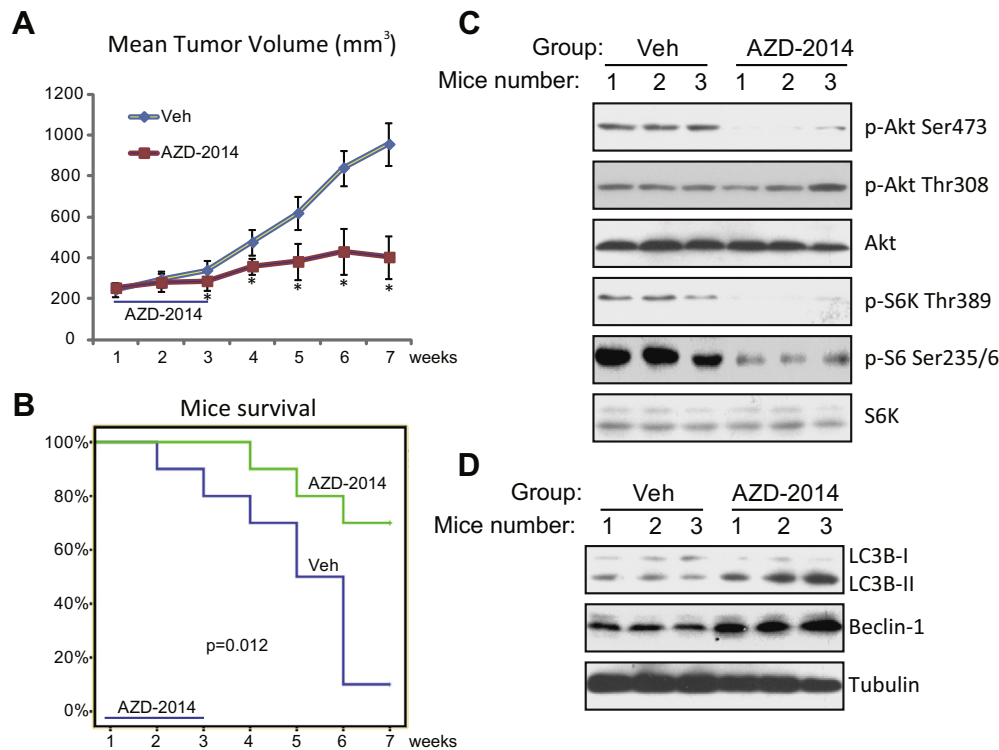 A
Mean Tumor Volume (mm³)
1200
1000
800
600
400
200
0
Veh
AZD-2014
* * * * *
AZD-2014
1 2 3 4 5 6 7 weeks
B
Mice survival
100%
80%
60%
40%
20%
0%
AZD-2014
Veh
p=0.012
AZD-2014
1 2 3 4 5 6 7 weeks
C
Group: Veh AZD-2014
Mice number: 1 2 3 1 2 3
p-Akt Ser473
p-Akt Thr308
Akt
p-S6K Thr389
p-S6 Ser235/6
S6K
D
Group: Veh AZD-2014
Mice number: 1 2 3 1 2 3
LC3B-I
LC3B-II
Beclin-1
Tubulin